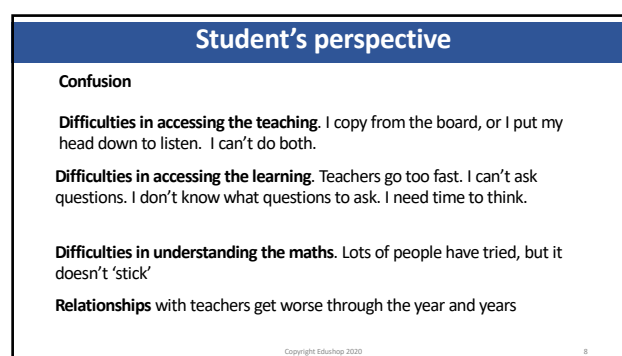 Student's perspective
Confusion
Difficulties in accessing the teaching. I copy from the board, or I put my
head down to listen.  I can't do both.
Difficulties in accessing the learning. Teachers go too fast. I can't ask
questions. I don't know what questions to ask. I need time to think.
Difficulties in understanding the maths. Lots of people have tried, but it
doesn't 'stick'
Relationships with teachers get worse through the year and years
Copyright Edushop 2020
8